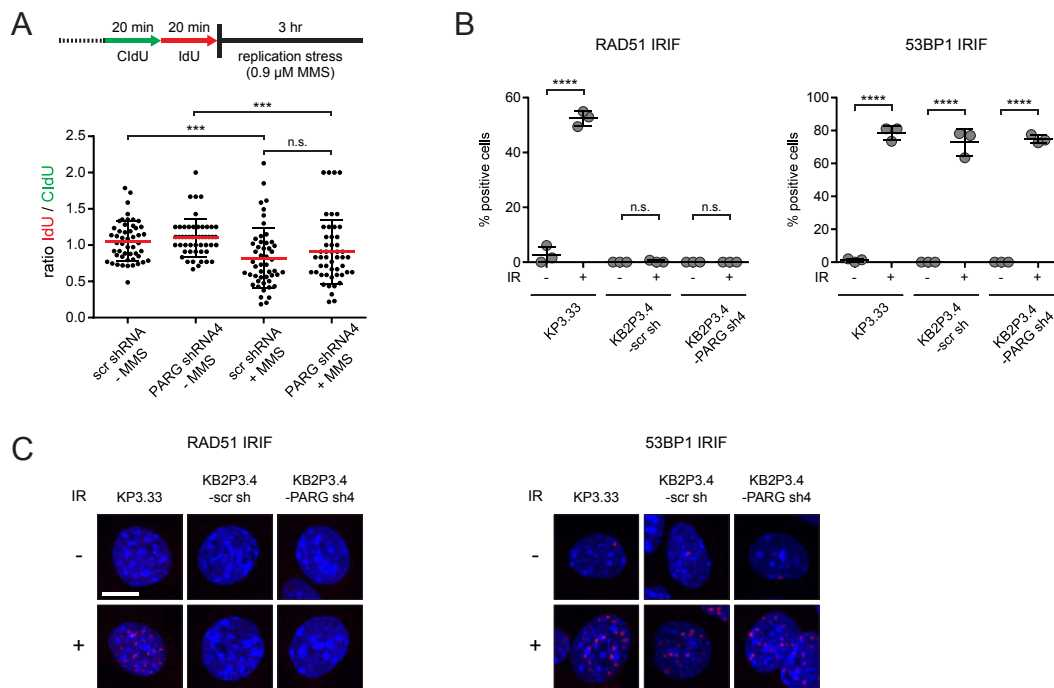 A
20 min
20 min
3 hr
CldU
IdU
replication stress
(0.9 µM MMS)
***
***
n.s.
ratio IdU / CldU
2.5
2.0
1.5
1.0
0.5
0.0
scr shRNA
- MMS
PARG shRNA4
- MMS
scr shRNA
+ MMS
PARG shRNA4
+ MMS
B
RAD51 IRIF
% positive cells
60
40
20
0
****
n.s.
n.s.
IR - + - + - +
KP3.33
KB2P3.4
-scr sh
KB2P3.4
-PARG sh4
53BP1 IRIF
% positive cells
100
80
60
40
20
0
****
****
****
IR - + - + - +
KP3.33
KB2P3.4
-scr sh
KB2P3.4
-PARG sh4
C
RAD51 IRIF
IR
KP3.33
KB2P3.4
-scr sh
KB2P3.4
-PARG sh4
-
+
53BP1 IRIF
IR
KP3.33
KB2P3.4
-scr sh
KB2P3.4
-PARG sh4
-
+